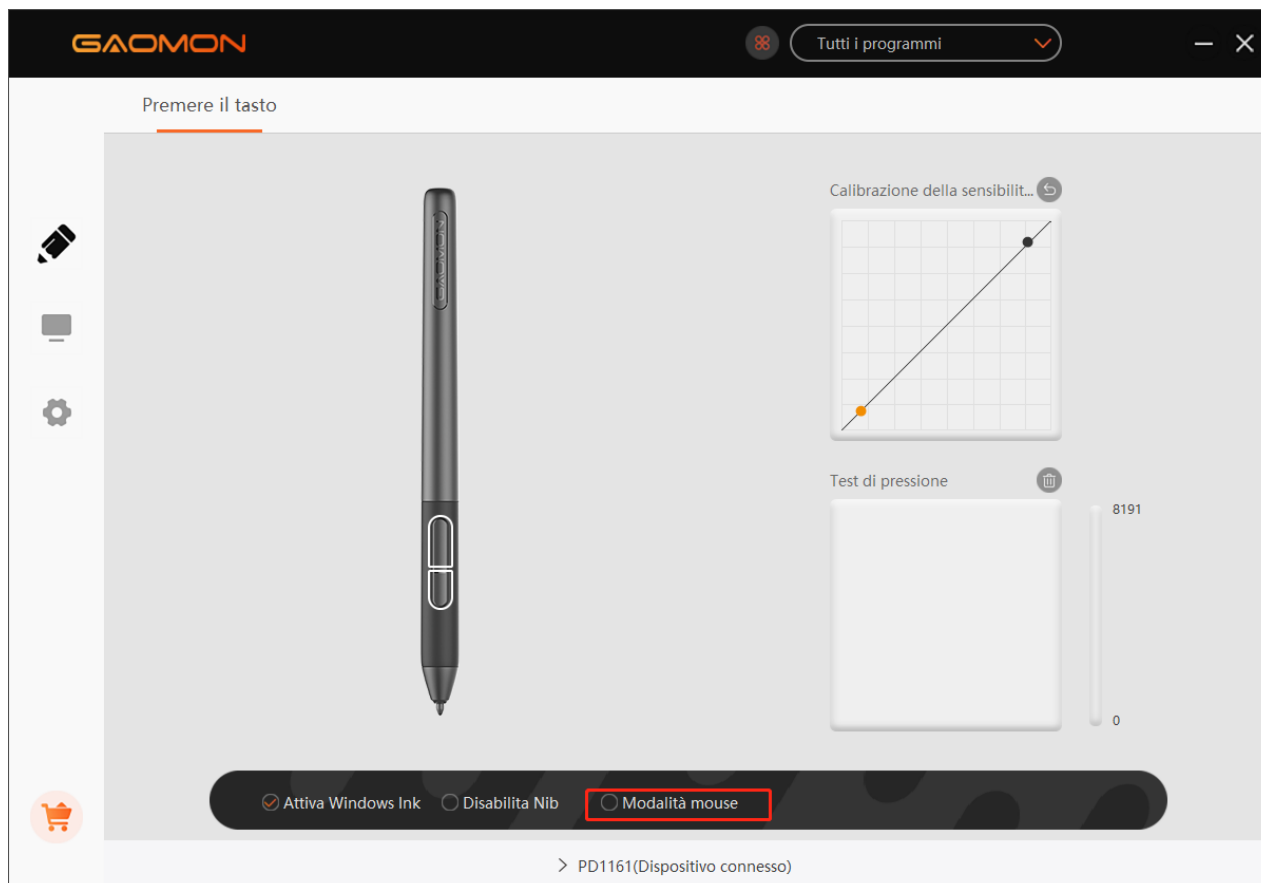 GAOMON
Tutti i programmi
Premere il tasto
Calibrazione della sensibilit...
GAOMON
Test di pressione
8191
0
Attiva Windows Ink
Disabilita Nib
Modalità mouse
PD1161(Dispositivo connesso)